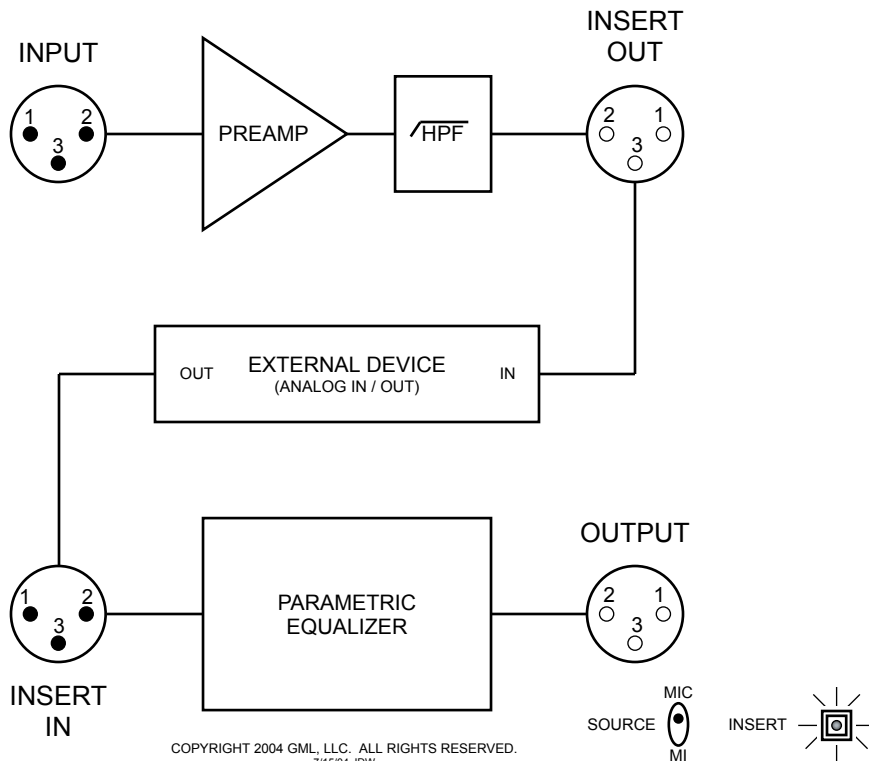 INPUT
INSERT
OUT
1 2
3
PREAMP
HPF
2 1
3
OUT
EXTERNAL DEVICE
(ANALOG IN / OUT)
IN
1 2
3
INSERT
IN
PARAMETRIC
EQUALIZER
OUTPUT
2 1
3
MIC
SOURCE
MI
INSERT
COPYRIGHT 2004 GML, LLC. ALL RIGHTS RESERVED.